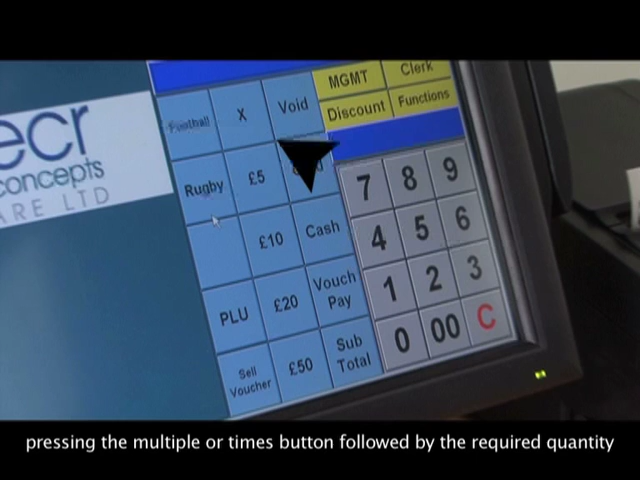 ecr
concepts
ARE LTD
Football
X
Void
MGMT
Clerk
Discount
Functions
Rugby
£5
£10
Cash
PLU
£20
Vouch
Pay
Sell
Voucher
£50
Sub
Total
7 8 9
4 5 6
1 2 3
0 00 C
pressing the multiple or times button followed by the required quantity